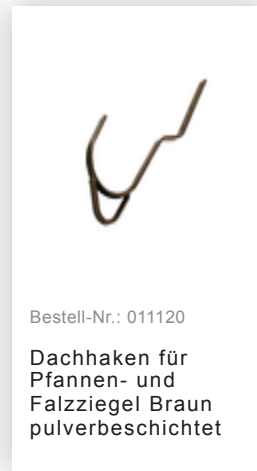 Bestell-Nr.: 011120
Dachhaken für
Pfannen- und
Falzziegel Braun
pulverbeschichtet